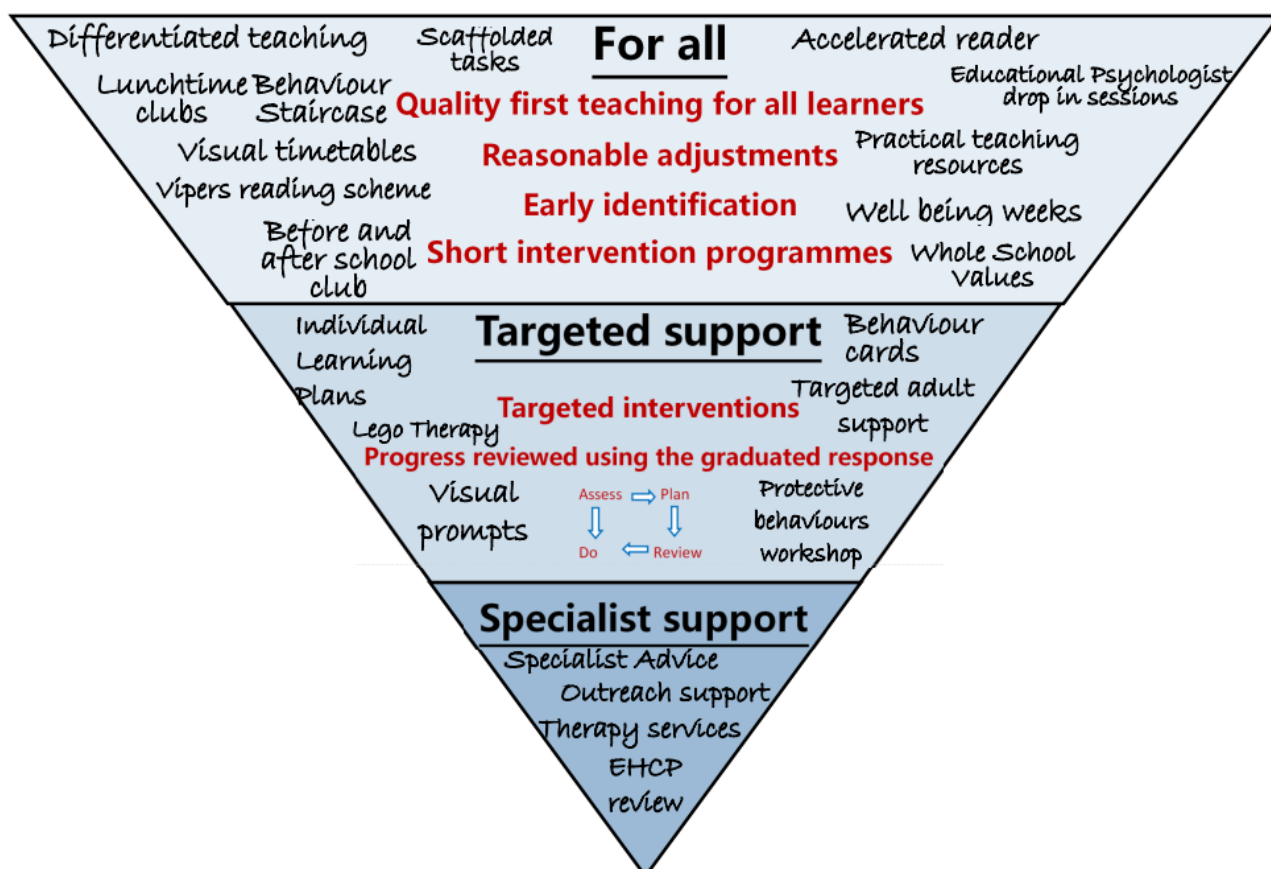 For all
Differentiated teaching
Scaffolded
tasks
Accelerated reader
Lunchtime
clubs
Behaviour
Staircase
Quality first teaching for all learners
Educational Psychologist
drop in sessions
Visual timetables
Reasonable adjustments
Practical teaching
resources
Vipers reading scheme
Early identification
Well being weeks
Before and
after school
club
Short intervention programmes
Whole School
Values
Targeted support
Individual
Learning
Plans
Behaviour
cards
Targeted interventions
Targeted adult
support
Lego Therapy
Progress reviewed using the graduated response
Visual
prompts
Assess
Plan
Do
Review
Protective
behaviours
workshop
Specialist support
Specialist Advice
Outreach support
Therapy services
EHCP
review